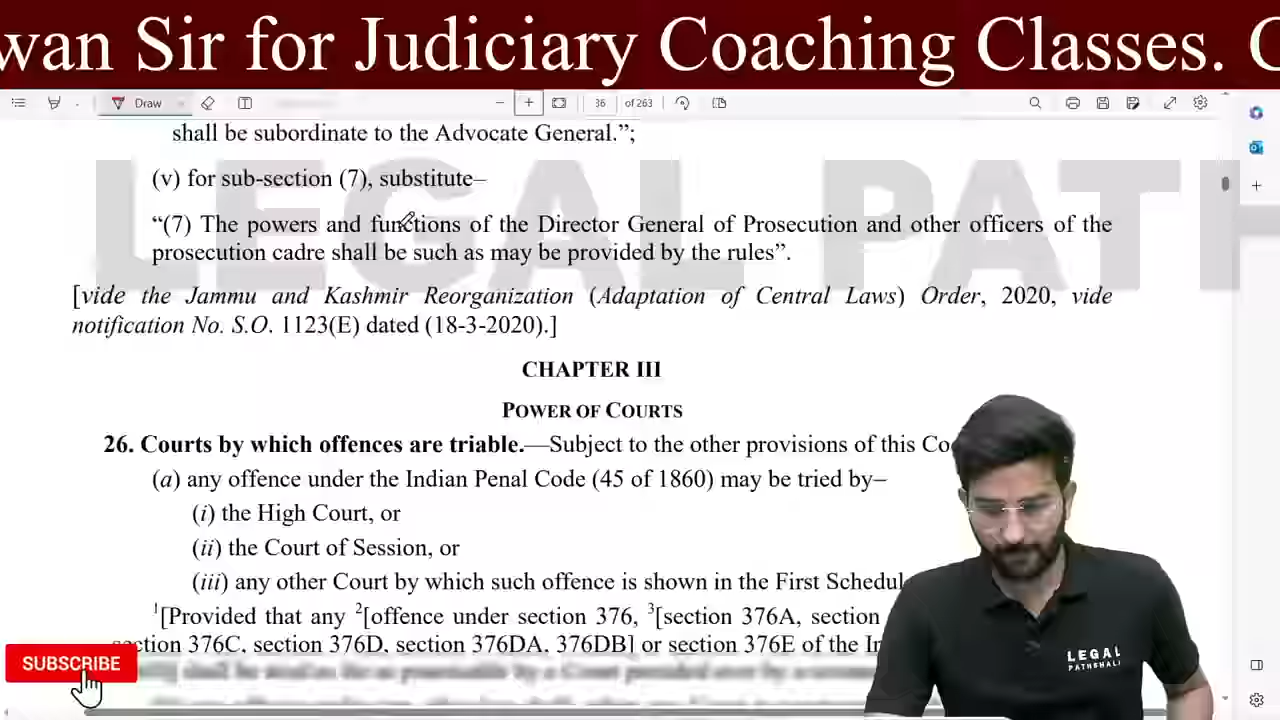 wan Sir for Judiciary Coaching Classes. C
Draw
36 of 263
shall be subordinate to the Advocate General.”;
(v) for sub-section (7), substitute–
“(7) The powers and functions of the Director General of Prosecution and other officers of the
prosecution cadre shall be such as may be provided by the rules”.
[vide the Jammu and Kashmir Reorganization (Adaptation of Central Laws) Order, 2020, vide
notification No. S.O. 1123(E) dated (18-3-2020).]
CHAPTER III
POWER OF COURTS
26. Courts by which offences are triable.—Subject to the other provisions of this Co
(a) any offence under the Indian Penal Code (45 of 1860) may be tried by–
(i) the High Court, or
(ii) the Court of Session, or
(iii) any other Court by which such offence is shown in the First Schedul
1[Provided that any 2[offence under section 376, 3[section 376A, section
section 376C, section 376D, section 376DA, 376DB] or section 376E of the In
LEGAL PATH
SUBSCRIBE
LEGAL
PATHSHALA